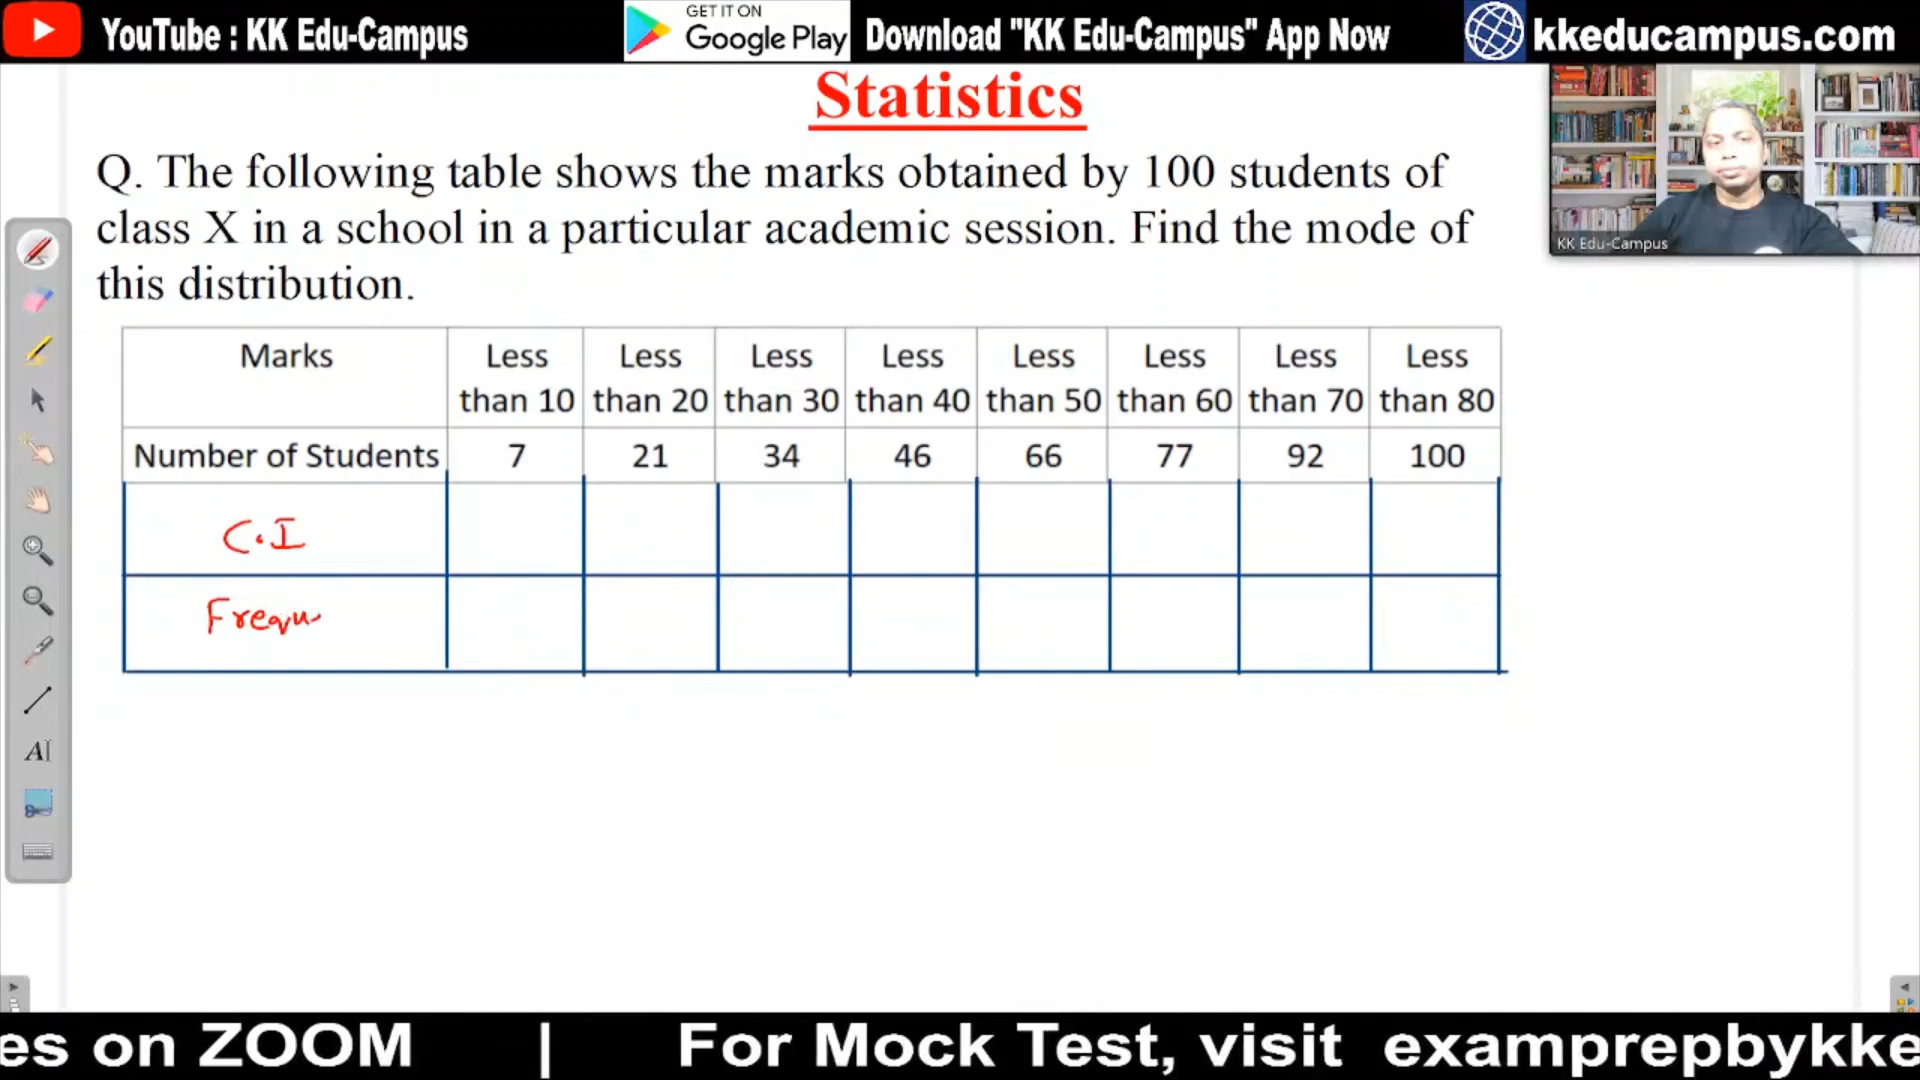 YouTube : KK Edu-Campus
GET IT ON
Google Play
Download "KK Edu-Campus" App Now
kkeducampus.com
Statistics
KK Edu-Campus
Q. The following table shows the marks obtained by 100 students of
class X in a school in a particular academic session. Find the mode of
this distribution.
Marks Less than 10 Less than 20 Less than 30 Less than 40 Less than 50 Less than 60 Less than 70 Less than 80
Number of Students 7 21 34 46 66 77 92 100
C.I
Frequ
AI
es on ZOOM | For Mock Test, visit examprepbykke